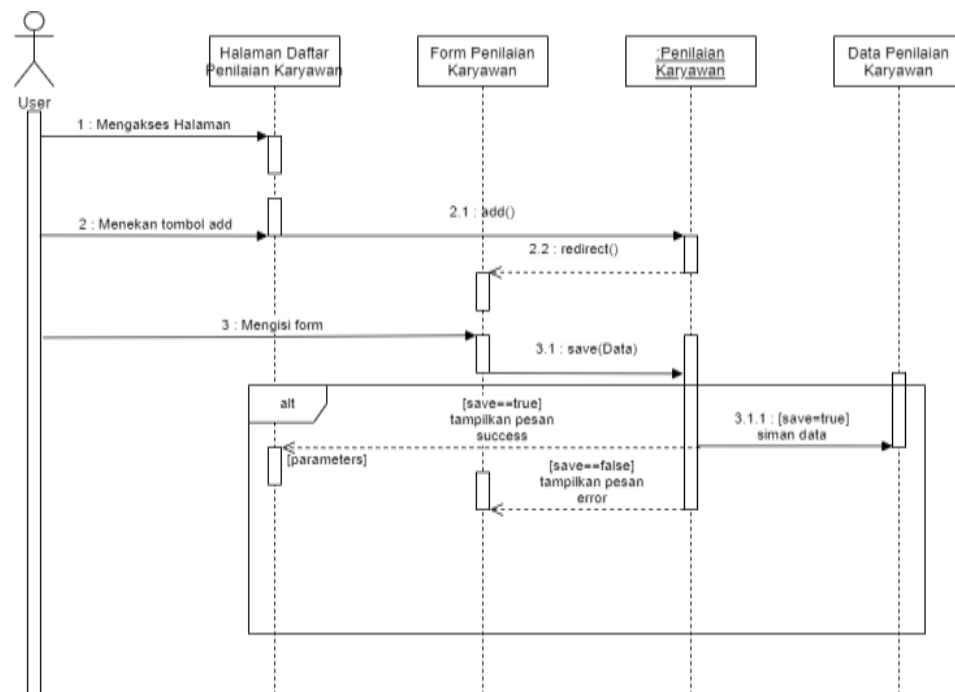 User
Halaman Daftar
Penilaian Karyawan
Form Penilaian
Karyawan
:Penilaian
Karyawan
Data Penilaian
Karyawan
1 : Mengakses Halaman
2 : Menekan tombol add
2.1 : add()
2.2 : redirect()
3 : Mengisi form
3.1 : save(Data)
alt
[save==true]
tampilkan pesan
success
3.1.1 : [save=true]
siman data
[parameters]
[save==false]
tampilkan pesan
error